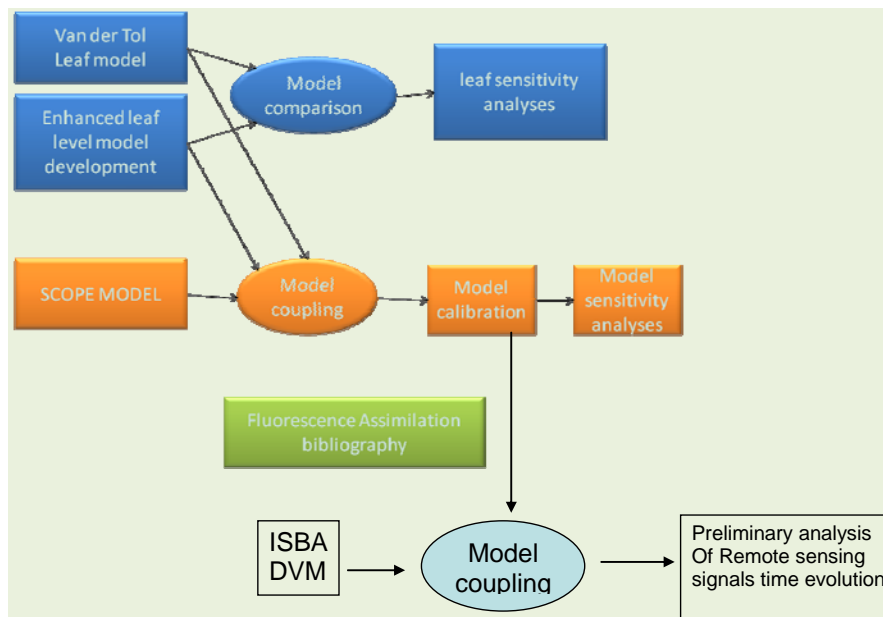 Van der Tol
Leaf model
Model
comparison
leaf sensitivity
analyses
Enhanced leaf
level model
development
SCOPE MODEL
Model
coupling
Model
calibration
Model
sensitivity
analyses
Fluorescence Assimilation
bibliography
ISBA
DVM
Model
coupling
Preliminary analysis
Of Remote sensing
signals time evolution